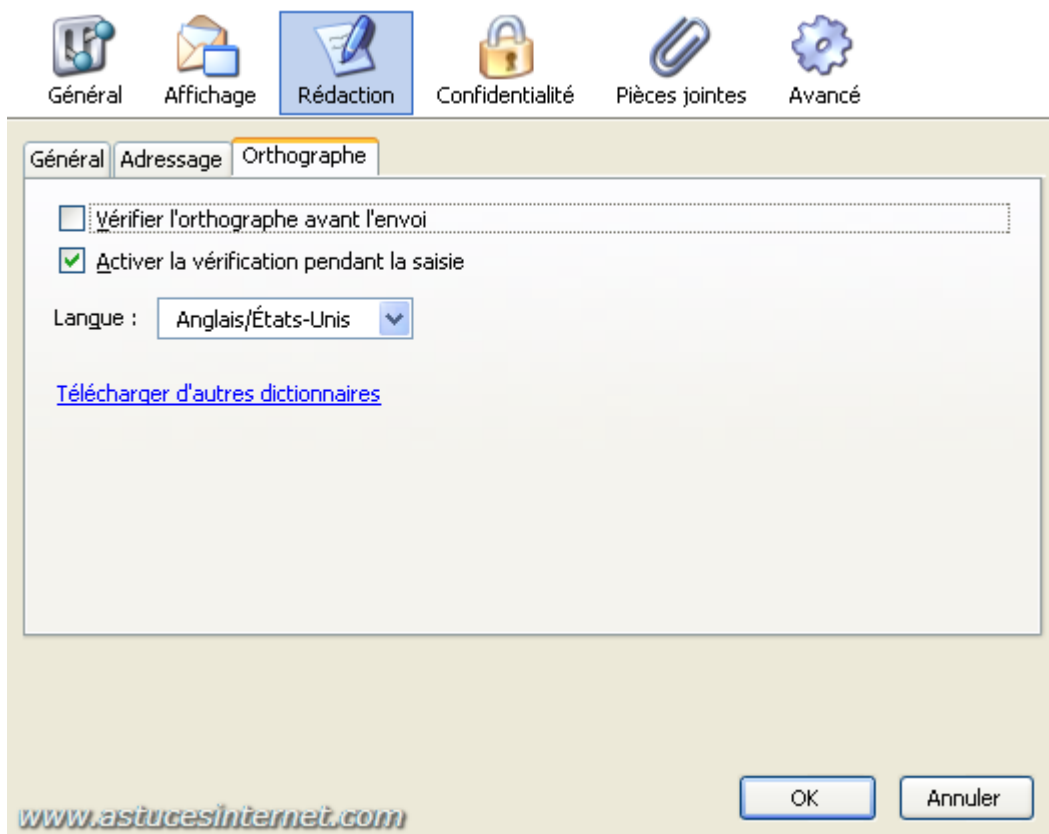 Général Affichage Rédaction Confidentialité Pièces jointes Avancé
Général Adressage Orthographe
Vérifier l'orthographe avant l'envoi
Activer la vérification pendant la saisie
Langue : Anglais/États-Unis
Télécharger d'autres dictionnaires
OK Annuler
www.astucesinternet.com